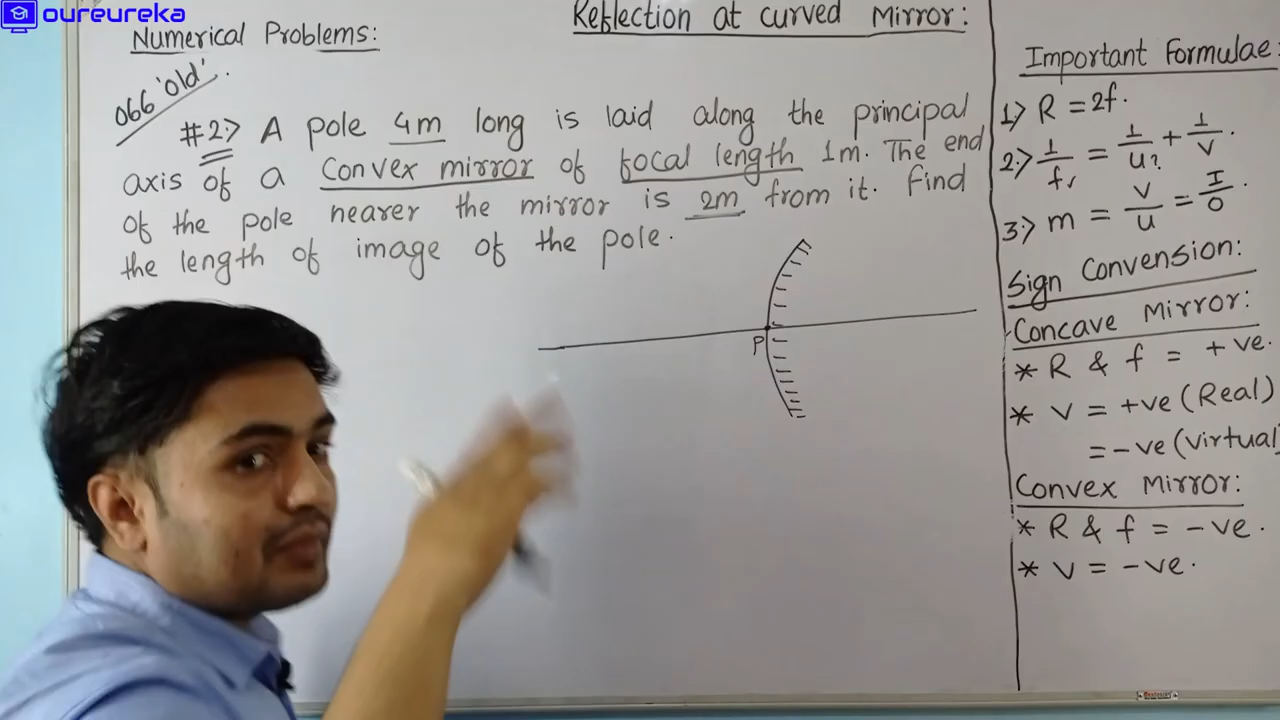 oureureka
Reflection at curved Mirror:
Numerical Problems:
066 'old'.
#2:> A pole 4m long is laid along the principal
axis of a Convex mirror of focal length 1m. The end
of the pole nearer the mirror is 2m from it. Find
the length of image of the pole.
P
Important Formulae:
1:> R = 2f.
2:> 1/f✓ = 1/u? + 1/v.
3:> m = v/u = I/O.
Sign Convension:
Concave Mirror:
* R & f = +ve.
* v = +ve (Real)
= -ve (virtual)
Convex Mirror:
* R & f = -ve.
* v = -ve.